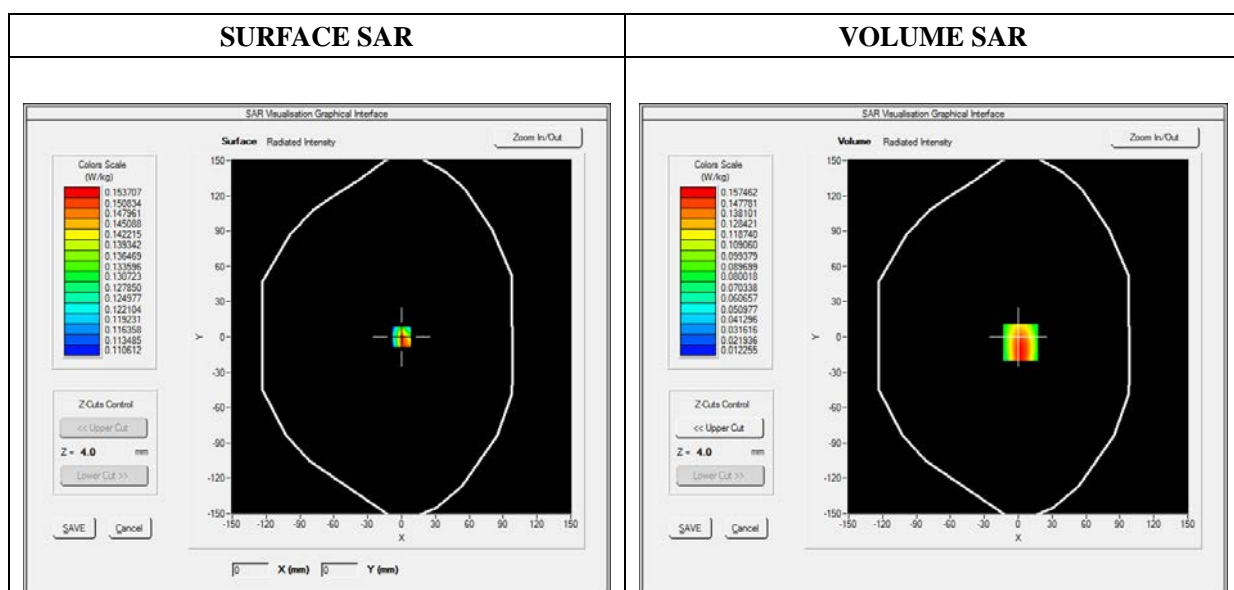 SURFACE SAR
VOLUME SAR
SAR Visualisation Graphical Interface
Surface Radiated Intensity
Zoom In/Out
Colors Scale
(W/kg)
0.153707
0.150834
0.147961
0.145088
0.142215
0.139342
0.136469
0.133596
0.130723
0.127850
0.124977
0.122104
0.119231
0.116358
0.113485
0.110612
150
120
90
60
30
0
-30
-60
-90
-120
-150
Y
-150 -120 -90 -60 -30 0 30 60 90 120 150
X
Z-Cuts Control
<< Upper Cut
Z = 4.0 mm
Lower Cut >>
SAVE Cancel
0 X (mm) 0 Y (mm)
SAR Visualisation Graphical Interface
Volume Radiated Intensity
Zoom In/Out
Colors Scale
(W/kg)
0.157462
0.147781
0.138101
0.128421
0.118740
0.109060
0.099379
0.089699
0.080018
0.070338
0.060657
0.050977
0.041296
0.031616
0.021936
0.012255
150
120
90
60
30
0
-30
-60
-90
-120
-150
Y
-150 -120 -90 -60 -30 0 30 60 90 120 150
X
Z-Cuts Control
<< Upper Cut
Z = 4.0 mm
Lower Cut >>
SAVE Cancel